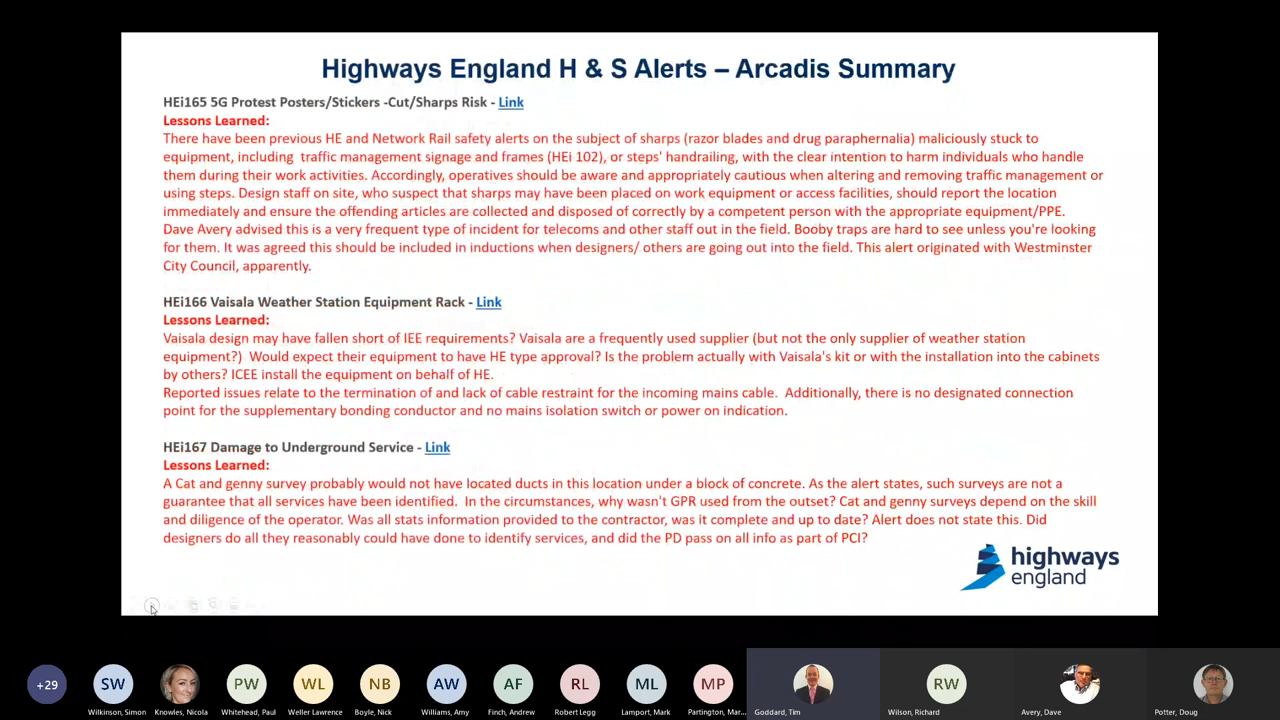 Highways England H & S Alerts – Arcadis Summary
HEi165 5G Protest Posters/Stickers -Cut/Sharps Risk - Link
Lessons Learned:
There have been previous HE and Network Rail safety alerts on the subject of sharps (razor blades and drug paraphernalia) maliciously stuck to
equipment, including traffic management signage and frames (HEi 102), or steps' handrailing, with the clear intention to harm individuals who handle
them during their work activities. Accordingly, operatives should be aware and appropriately cautious when altering and removing traffic management or
using steps. Design staff on site, who suspect that sharps may have been placed on work equipment or access facilities, should report the location
immediately and ensure the offending articles are collected and disposed of correctly by a competent person with the appropriate equipment/PPE.
Dave Avery advised this is a very frequent type of incident for telecoms and other staff out in the field. Booby traps are hard to see unless you're looking
for them. It was agreed this should be included in inductions when designers/ others are going out into the field. This alert originated with Westminster
City Council, apparently.
HEi166 Vaisala Weather Station Equipment Rack - Link
Lessons Learned:
Vaisala design may have fallen short of IEE requirements? Vaisala are a frequently used supplier (but not the only supplier of weather station
equipment?) Would expect their equipment to have HE type approval? Is the problem actually with Vaisala's kit or with the installation into the cabinets
by others? ICEE install the equipment on behalf of HE.
Reported issues relate to the termination of and lack of cable restraint for the incoming mains cable. Additionally, there is no designated connection
point for the supplementary bonding conductor and no mains isolation switch or power on indication.
HEi167 Damage to Underground Service - Link
Lessons Learned:
A Cat and genny survey probably would not have located ducts in this location under a block of concrete. As the alert states, such surveys are not a
guarantee that all services have been identified. In the circumstances, why wasn't GPR used from the outset? Cat and genny surveys depend on the skill
and diligence of the operator. Was all stats information provided to the contractor, was it complete and up to date? Alert does not state this. Did
designers do all they reasonably could have done to identify services, and did the PD pass on all info as part of PCI?
highways
england
+29 SW PW WL NB AW AF RL ML MP RW
Wilkinson, Simon Knowles, Nicola Whitehead, Paul Weller Lawrence Boyle, Nick Williams, Amy Finch, Andrew Robert Legg Lamport, Mark Partington, Mar... Goddard, Tim Wilson, Richard Avery, Dave Potter, Doug